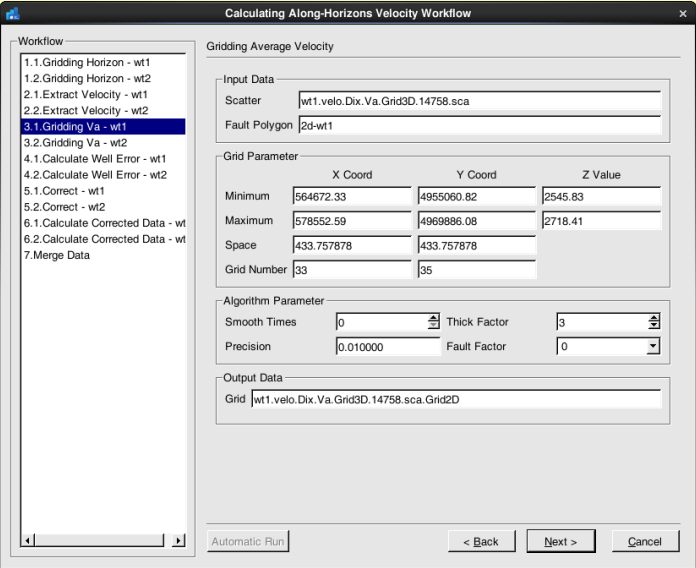 Calculating Along-Horizons Velocity Workflow
Workflow
1.1.Gridding Horizon - wt1
1.2.Gridding Horizon - wt2
2.1.Extract Velocity - wt1
2.2.Extract Velocity - wt2
3.1.Gridding Va - wt1
3.2.Gridding Va - wt2
4.1.Calculate Well Error - wt1
4.2.Calculate Well Error - wt2
5.1.Correct - wt1
5.2.Correct - wt2
6.1.Calculate Corrected Data - wt
6.2.Calculate Corrected Data - wt
7.Merge Data
Gridding Average Velocity
Input Data
Scatter wt1.velo.Dix.Va.Grid3D.14758.sca
Fault Polygon 2d-wt1
Grid Parameter
X Coord Y Coord Z Value
Minimum 564672.33 4955060.82 2545.83
Maximum 578552.59 4969886.08 2718.41
Space 433.757878 433.757878
Grid Number 33 35
Algorithm Parameter
Smooth Times 0 Thick Factor 3
Precision 0.010000 Fault Factor 0
Output Data
Grid wt1.velo.Dix.Va.Grid3D.14758.sca.Grid2D
Automatic Run < Back Next > Cancel